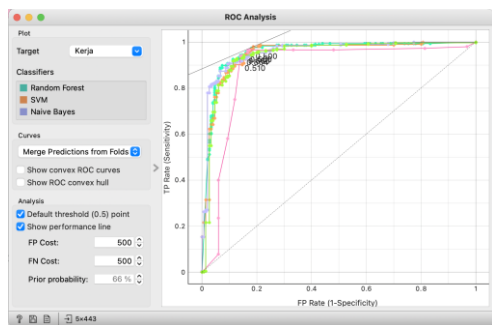 ROC Analysis
Plot
Target Kerja
Classifiers
Random Forest
SVM
Naive Bayes
Curves
Merge Predictions from Folds
Show convex ROC curves
Show ROC convex hull
Analysis
Default threshold (0.5) point
Show performance line
FP Cost: 500
FN Cost: 500
Prior probability: 66 %
5×443
TP Rate (Sensitivity)
1
0.8
0.6
0.4
0.2
0
0.500
0.510
0 0.2 0.4 0.6 0.8 1
FP Rate (1-Specificity)